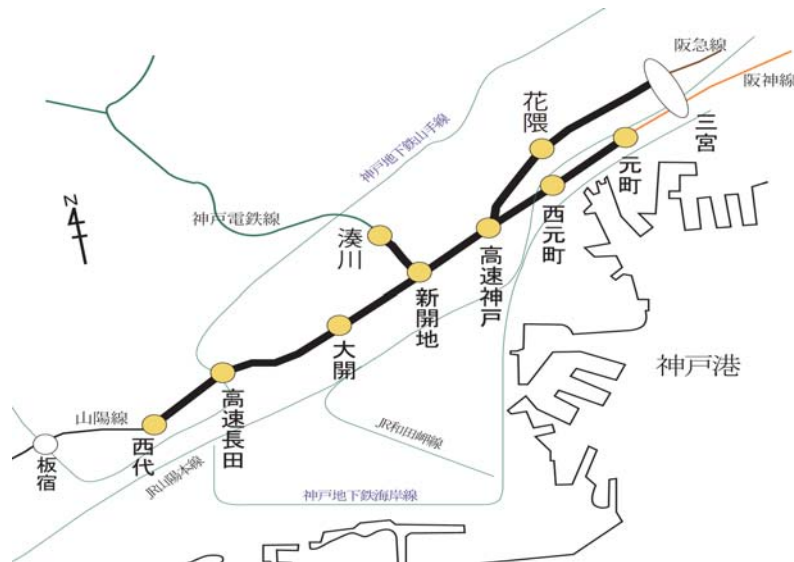 阪急線
阪神線
花隈
三宮
神戸地下鉄山手線
元町
N
神戸電鉄線
西元町
湊川
高速神戸
新開地
大開
神戸港
高速長田
山陽線
西代
JR和田岬線
板宿
JR山陽本線
神戸地下鉄海岸線